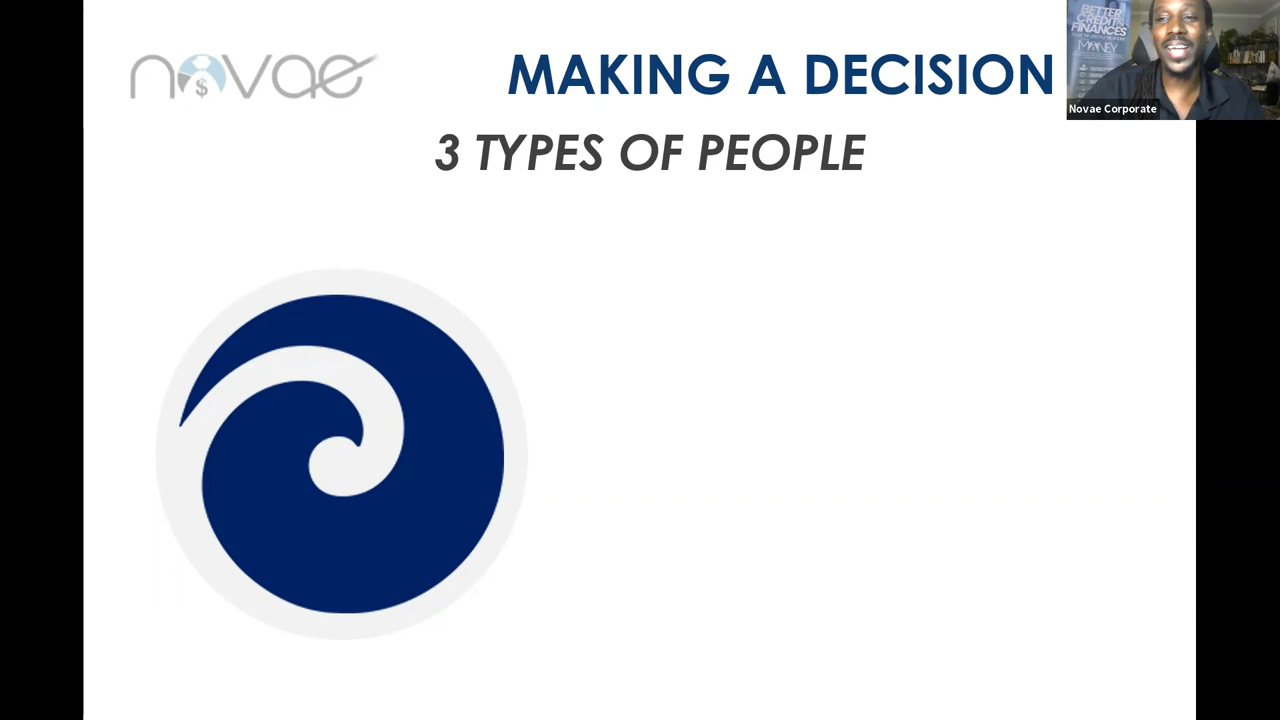 novae
$
MAKING A DECISION
3 TYPES OF PEOPLE
BETTER
CREDIT
FINANCES
MONEY
Novae Corporate